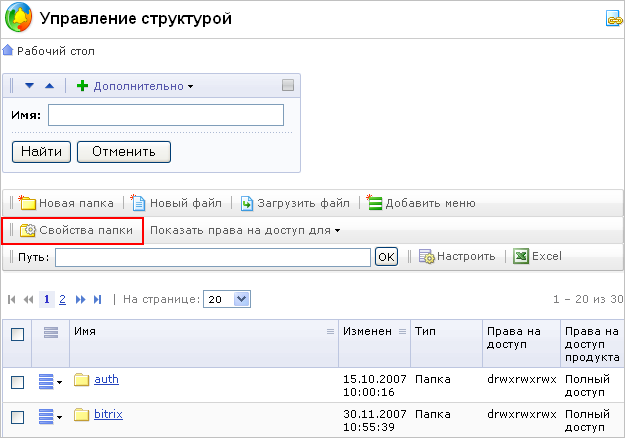 Управление структурой
Рабочий стол
Дополнительно
Имя:
Найти Отменить
Новая папка Новый файл Загрузить файл Добавить меню
Свойства папки Показать права на доступ для
Путь: OK Настроить Excel
1 2 На странице: 20 1 – 20 из 30
Имя Изменен Тип Права на доступ Права на доступ продукта
auth 15.10.2007 10:00:16 Папка drwxrwxrwx Полный доступ
bitrix 30.11.2007 10:55:39 Папка drwxrwxrwx Полный доступ